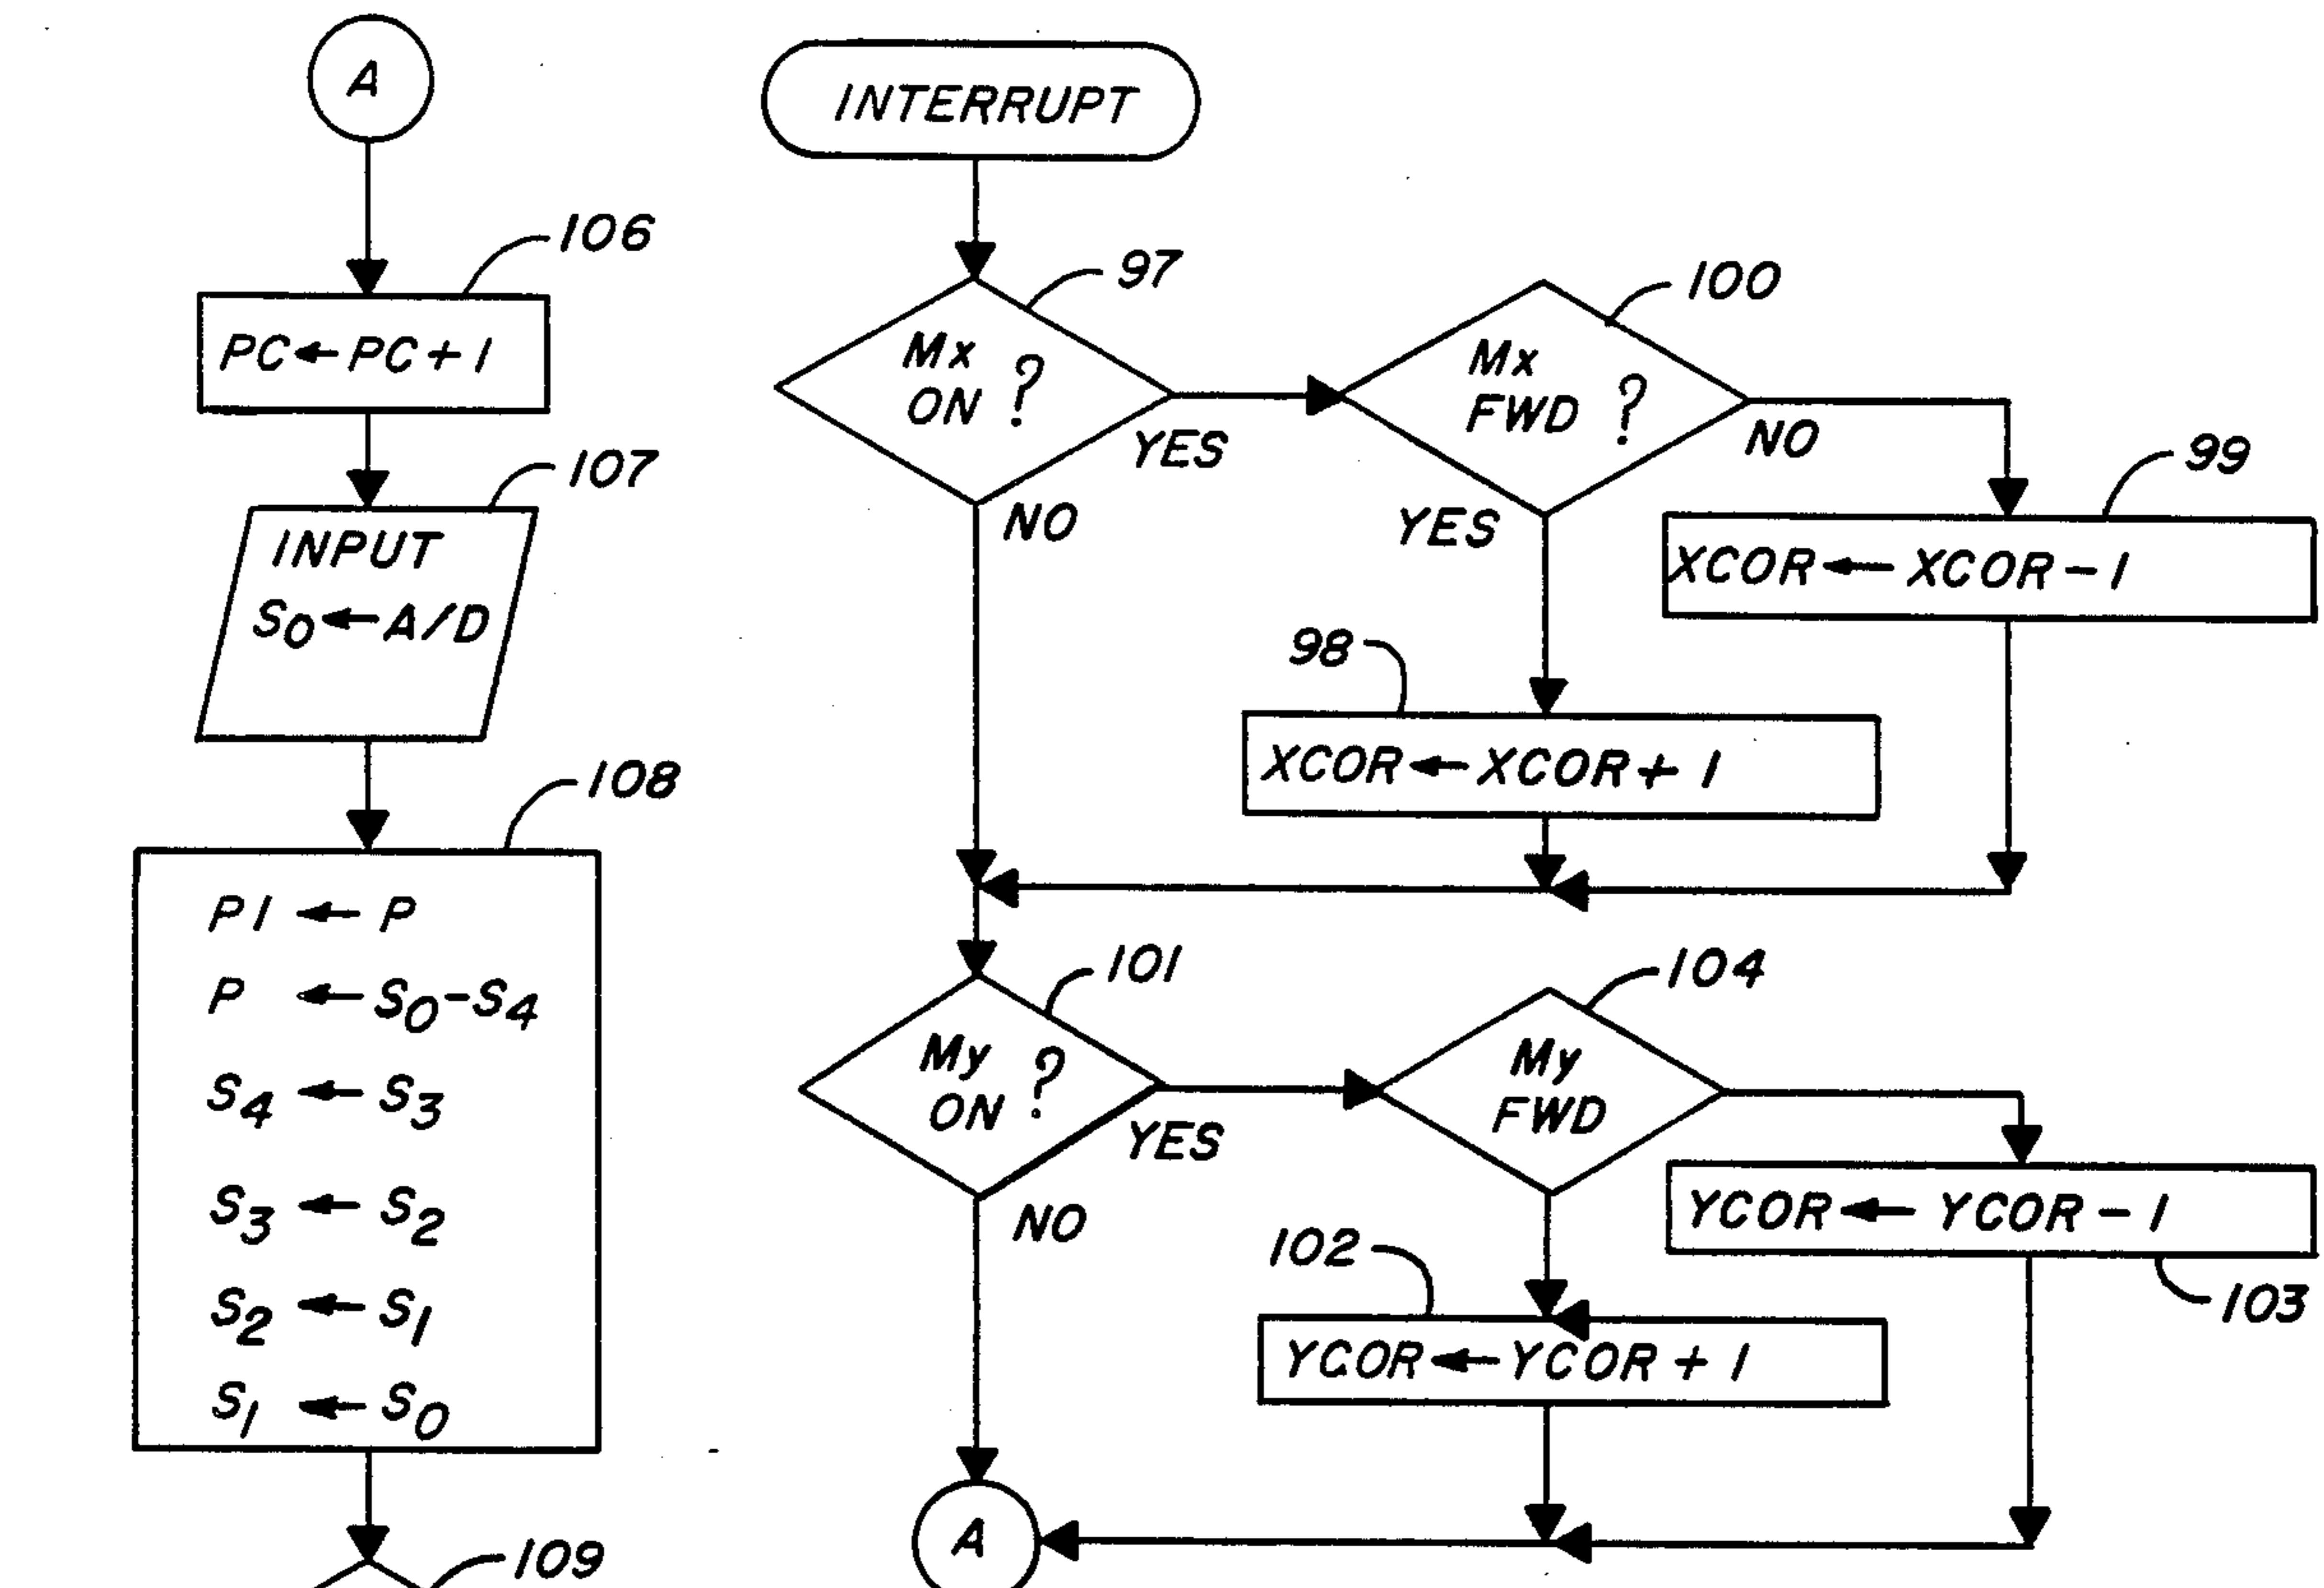 A
106
PC ← PC + 1
107
INPUT
S0 ← A/D
108
P1 ← P
P ← S0 - S4
S4 ← S3
S3 ← S2
S2 ← S1
S1 ← S0
109
INTERRUPT
97
Mx
ON ?
YES
NO
100
Mx
FWD ?
NO
YES
99
XCOR ← XCOR - 1
98
XCOR ← XCOR + 1
101
My
ON ?
YES
NO
104
My
FWD
YCOR ← YCOR - 1
103
102
YCOR ← YCOR + 1
A